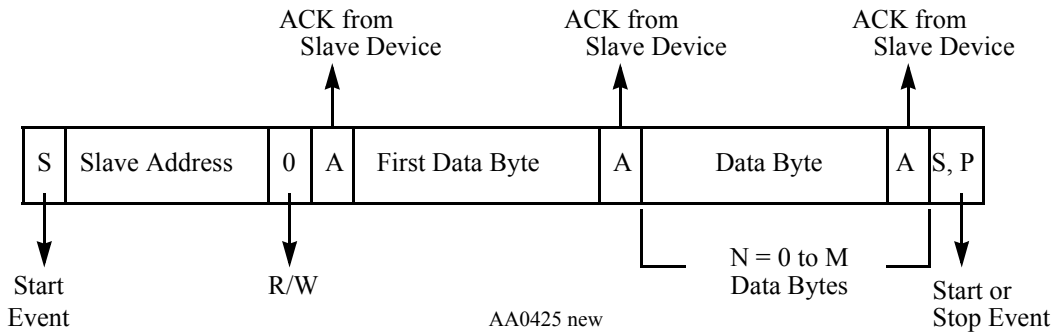 ACK from
Slave Device
ACK from
Slave Device
ACK from
Slave Device
S Slave Address 0 A First Data Byte A Data Byte A S, P
Start
Event
R/W
N = 0 to M
Data Bytes
Start or
Stop Event
AA0425 new